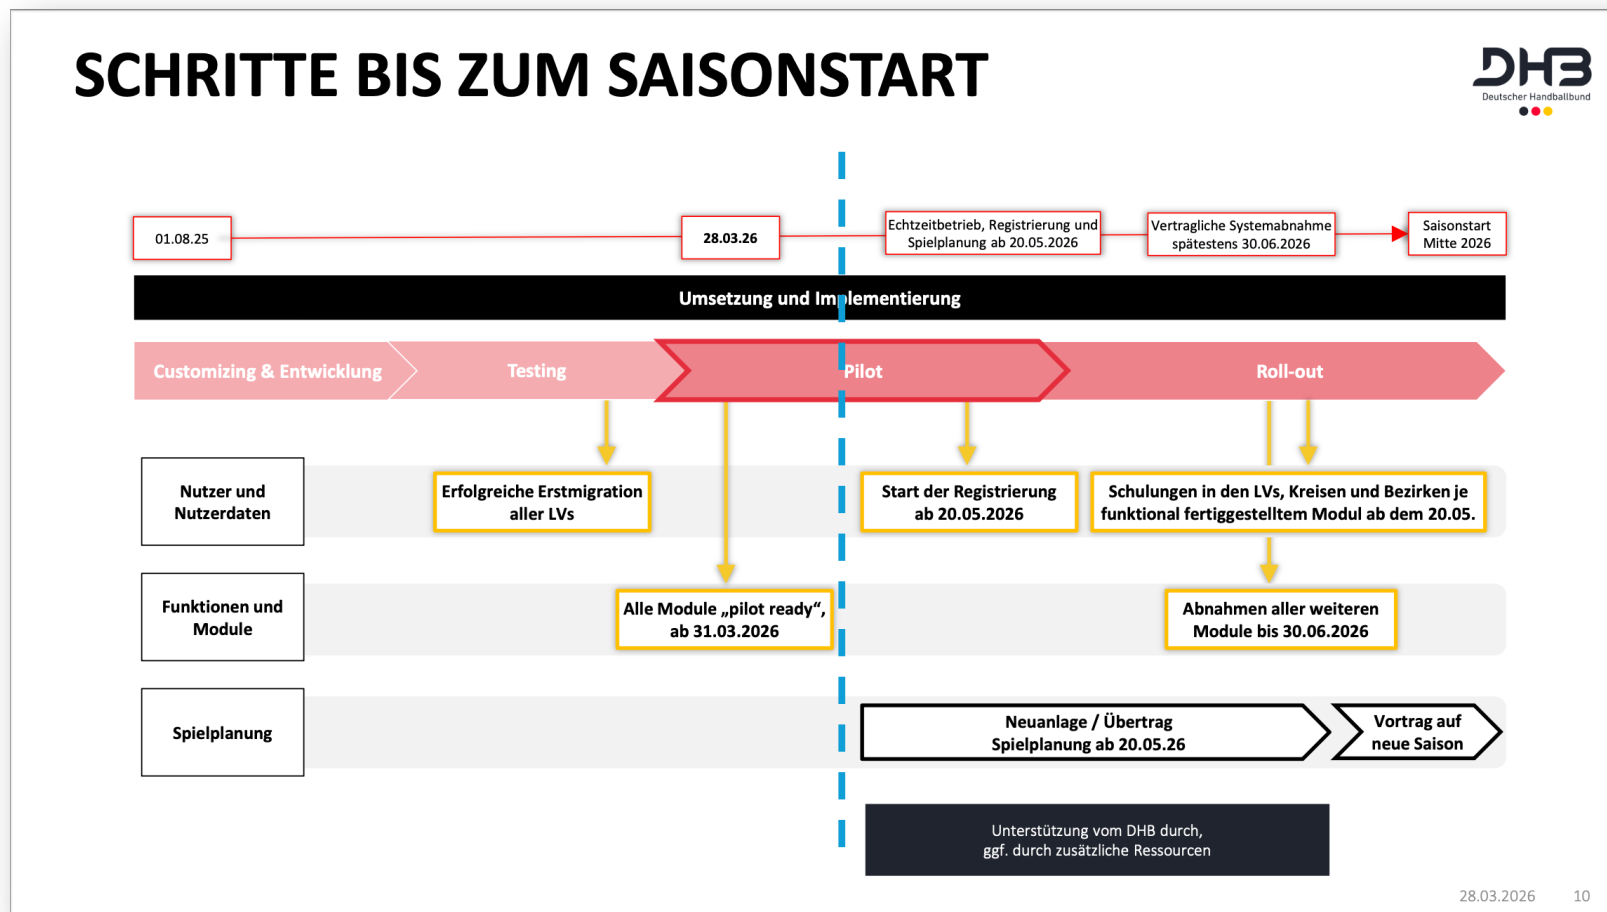 SCHRITTE BIS ZUM SAISONSTART
DHB
Deutscher Handballbund
01.08.25
28.03.26
Echtzeitbetrieb, Registrierung und
Spielplanung ab 20.05.2026
Vertragliche Systemabnahme
spätestens 30.06.2026
Saisonstart
Mitte 2026
Umsetzung und Implementierung
Customizing & Entwicklung
Testing
Pilot
Roll-out
Nutzer und
Nutzerdaten
Erfolgreiche Erstmigration
aller LVs
Start der Registrierung
ab 20.05.2026
Schulungen in den LVs, Kreisen und Bezirken je
funktional fertiggestelltem Modul ab dem 20.05.
Funktionen und
Module
Alle Module „pilot ready“,
ab 31.03.2026
Abnahmen aller weiteren
Module bis 30.06.2026
Spielplanung
Neuanlage / Übertrag
Spielplanung ab 20.05.26
Vortrag auf
neue Saison
Unterstützung vom DHB durch,
ggf. durch zusätzliche Ressourcen
28.03.2026 10